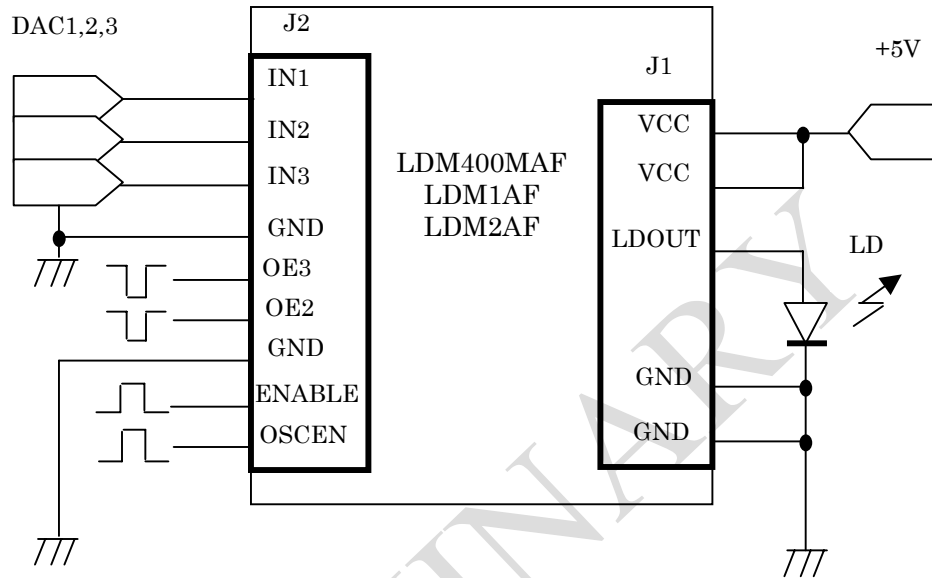 DAC1,2,3
J2
+5V
J1
IN1
IN2
IN3
GND
OE3
OE2
GND
ENABLE
OSCEN
LDM400MAF
LDM1AF
LDM2AF
VCC
VCC
LDOUT
LD
GND
GND